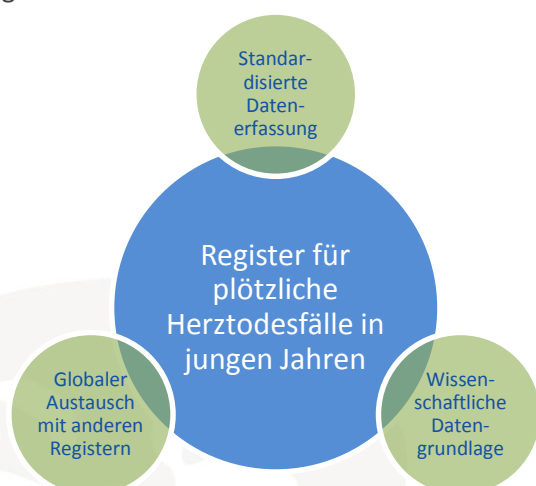 Standar-
disierte
Daten-
erfassung
Register für
plötzliche
Herztodesfälle in
jungen Jahren
Globaler
Austausch
mit anderen
Registern
Wissen-
schaftliche
Daten-
grundlage